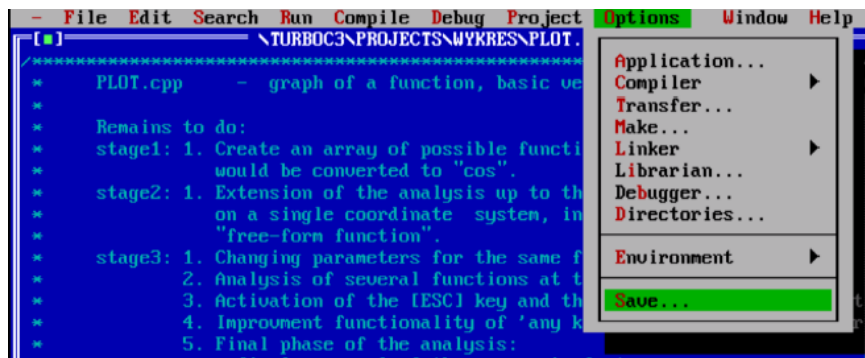 - File Edit Search Run Compile Debug Project Options Window Help
[■] \TURBOC3\PROJECTS\WYKRES\PLOT.
/****************************************************
* PLOT.cpp - graph of a function, basic ve
*
* Remains to do:
* stage1: 1. Create an array of possible functi
* would be converted to "cos".
* stage2: 1. Extension of the analysis up to th
* on a single coordinate system, in
* "free-form function".
* stage3: 1. Changing parameters for the same f
* 2. Analysis of several functions at t
* 3. Activation of the [ESC] key and th
* 4. Improvment functionality of 'any k
* 5. Final phase of the analysis:
Application...
Compiler
Transfer...
Make...
Linker
Librarian...
Debugger...
Directories...
Environment
Save...